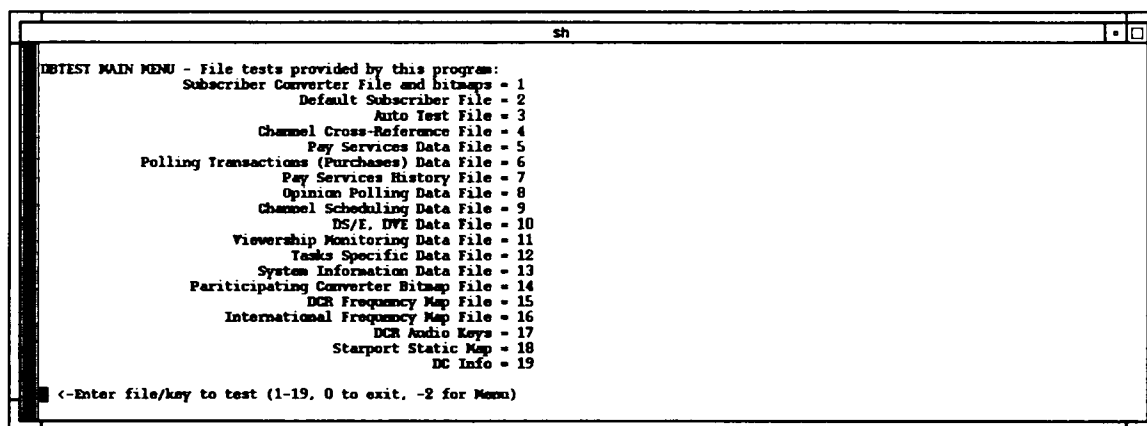 sh
DBTEST MAIN MENU - File tests provided by this program:
Subscriber Converter File and bitmaps = 1
Default Subscriber File = 2
Auto Test File = 3
Channel Cross-Reference File = 4
Pay Services Data File = 5
Polling Transactions (Purchases) Data File = 6
Pay Services History File = 7
Opinion Polling Data File = 8
Channel Scheduling Data File = 9
DS/E, DVE Data File = 10
Viewership Monitoring Data File = 11
Tasks Specific Data File = 12
System Information Data File = 13
Pariticipating Converter Bitmap File = 14
DCR Frequency Map File = 15
International Frequency Map File = 16
DCR Audio Keys = 17
Starport Static Map = 18
DC Info = 19
<-Enter file/key to test (1-19, 0 to exit, -2 for Menu)